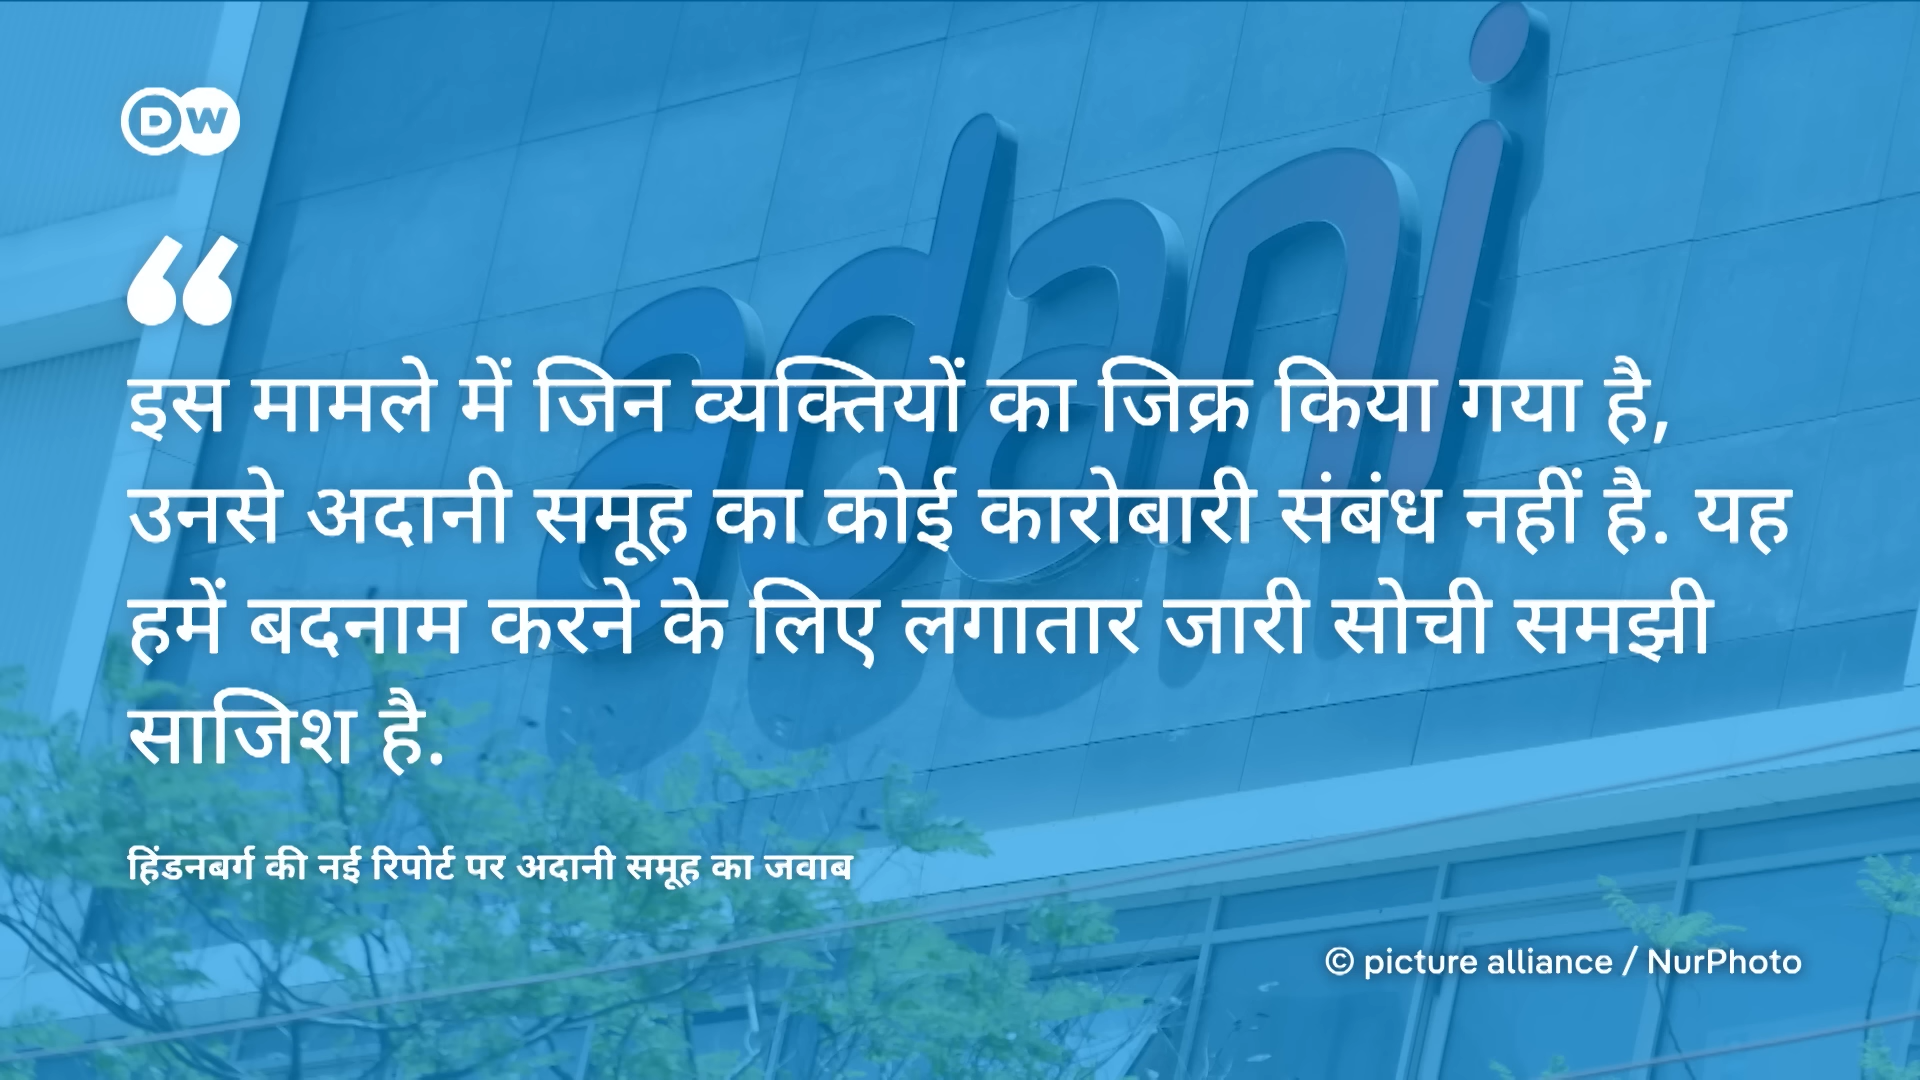 DW
adani
“
इस मामले में जिन व्यक्तियों का जिक्र किया गया है,
उनसे अदानी समूह का कोई कारोबारी संबंध नहीं है. यह
हमें बदनाम करने के लिए लगातार जारी सोची समझी
साजिश है.
हिंडनबर्ग की नई रिपोर्ट पर अदानी समूह का जवाब
© picture alliance / NurPhoto